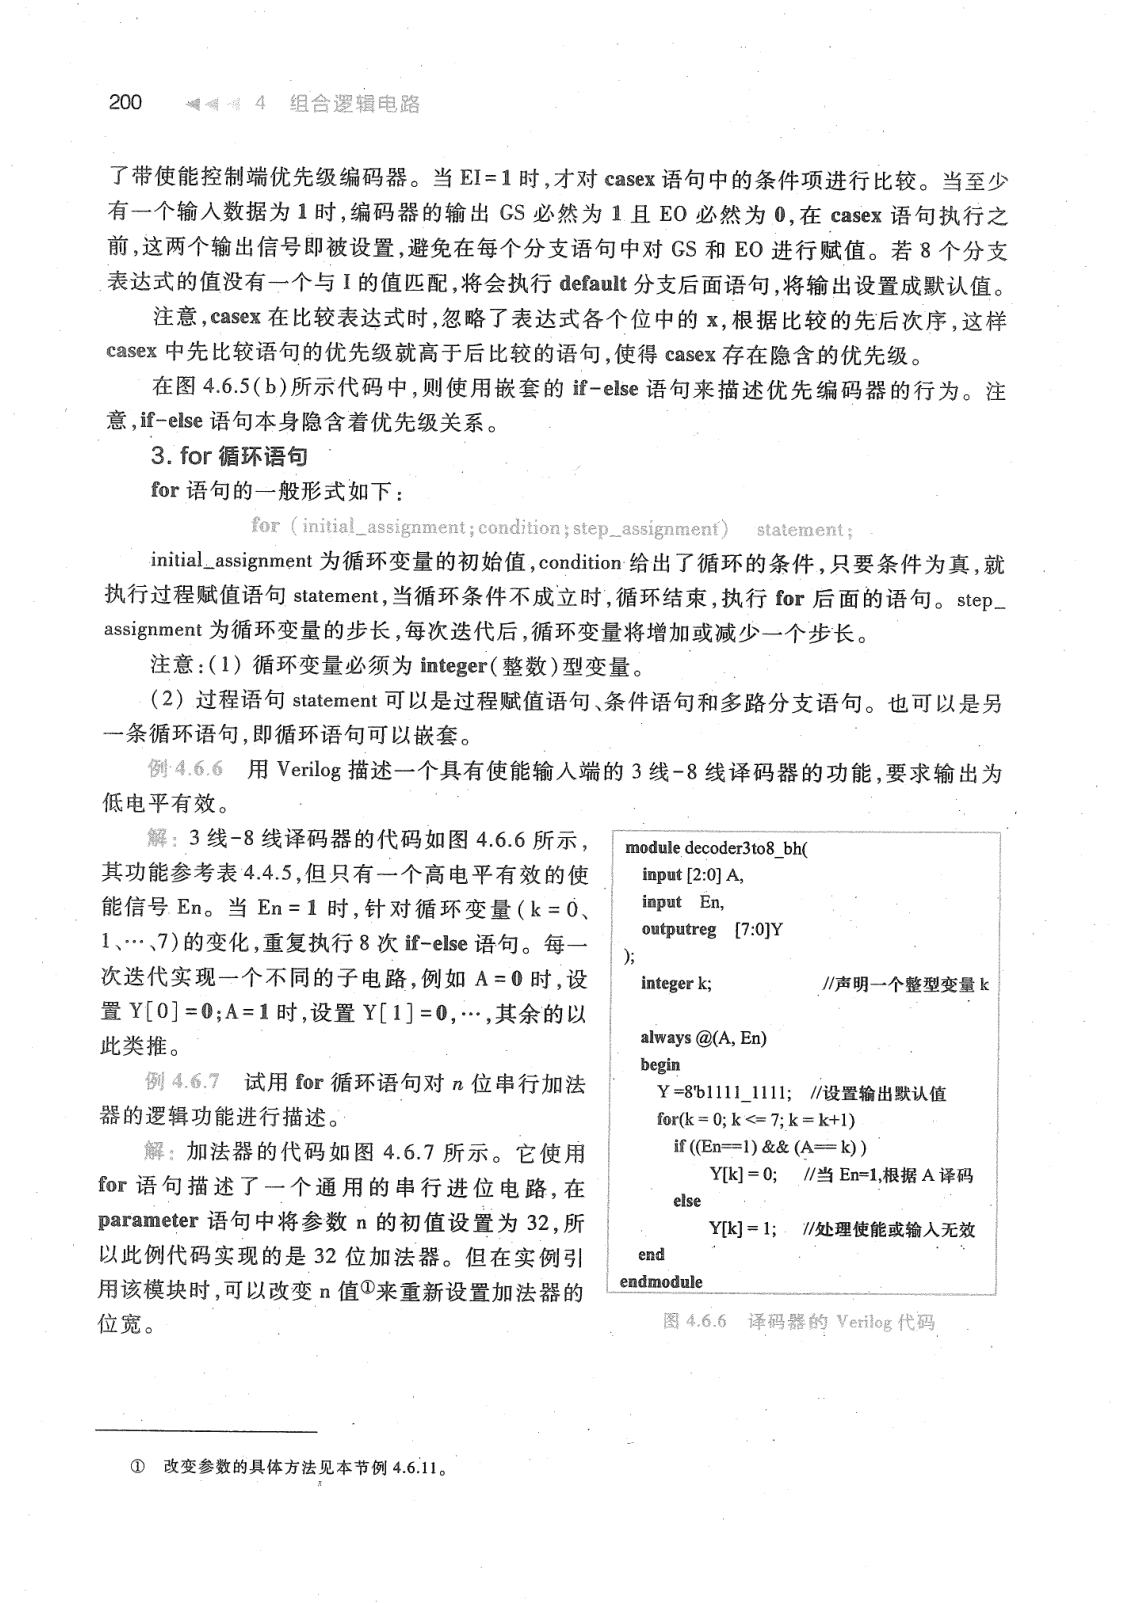 200 4 组合逻辑电路
了带使能控制端优先级编码器。当 EI=1 时,才对 casex 语句中的条件项进行比较。当至少
有一个输入数据为 1 时,编码器的输出 GS 必然为 1 且 EO 必然为 0,在 casex 语句执行之
前,这两个输出信号即被设置,避免在每个分支语句中对 GS 和 EO 进行赋值。若 8 个分支
表达式的值没有一个与 I 的值匹配,将会执行 default 分支后面语句,将输出设置成默认值。
注意,casex 在比较表达式时,忽略了表达式各个位中的 x,根据比较的先后次序,这样
casex 中先比较语句的优先级就高于后比较的语句,使得 casex 存在隐含的优先级。
在图 4.6.5(b)所示代码中,则使用嵌套的 if-else 语句来描述优先编码器的行为。注
意,if-else 语句本身隐含着优先级关系。
3. for 循环语句
for 语句的一般形式如下:
for (initial_assignment;condition;step_assignment) statement;
initial_assignment 为循环变量的初始值,condition 给出了循环的条件,只要条件为真,就
执行过程赋值语句 statement,当循环条件不成立时,循环结束,执行 for 后面的语句。step_
assignment 为循环变量的步长,每次迭代后,循环变量将增加或减少一个步长。
注意:(1) 循环变量必须为 integer(整数)型变量。
(2) 过程语句 statement 可以是过程赋值语句、条件语句和多路分支语句。也可以是另
一条循环语句,即循环语句可以嵌套。
例 4.6.6 用 Verilog 描述一个具有使能输入端的 3 线-8 线译码器的功能,要求输出为
低电平有效。
解: 3 线-8 线译码器的代码如图 4.6.6 所示,
其功能参考表 4.4.5,但只有一个高电平有效的使
能信号 En。当 En = 1 时,针对循环变量(k = 0、
1、…、7)的变化,重复执行 8 次 if-else 语句。每一
次迭代实现一个不同的子电路,例如 A = 0 时,设
置 Y[0]=0;A=1 时,设置 Y[1]=0,…,其余的以
此类推。
例 4.6.7 试用 for 循环语句对 n 位串行加法
器的逻辑功能进行描述。
解: 加法器的代码如图 4.6.7 所示。它使用
for 语句描述了一个通用的串行进位电路,在
parameter 语句中将参数 n 的初值设置为 32,所
以此例代码实现的是 32 位加法器。但在实例引
用该模块时,可以改变 n 值①来重新设置加法器的
位宽。
module decoder3to8_bh(
input [2:0] A,
input En,
outputreg [7:0]Y
);
integer k; //声明一个整型变量 k
always @(A, En)
begin
Y =8'b1111_1111; //设置输出默认值
for(k = 0; k <= 7; k = k+1)
if ((En==1) && (A== k) )
Y[k] = 0; //当 En=1,根据 A 译码
else
Y[k] = 1; //处理使能或输入无效
end
endmodule
图 4.6.6 译码器的 Verilog 代码
① 改变参数的具体方法见本节例 4.6.11。